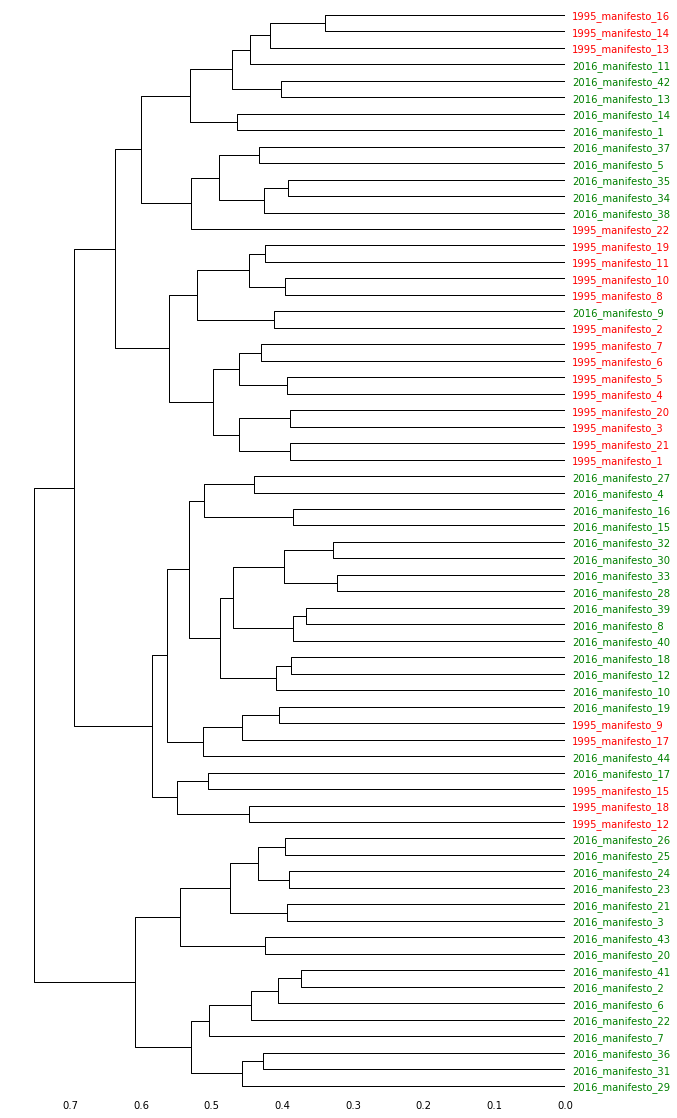 1995_manifesto_16
1995_manifesto_14
1995_manifesto_13
2016_manifesto_11
2016_manifesto_42
2016_manifesto_13
2016_manifesto_14
2016_manifesto_1
2016_manifesto_37
2016_manifesto_5
2016_manifesto_35
2016_manifesto_34
2016_manifesto_38
1995_manifesto_22
1995_manifesto_19
1995_manifesto_11
1995_manifesto_10
1995_manifesto_8
2016_manifesto_9
1995_manifesto_2
1995_manifesto_7
1995_manifesto_6
1995_manifesto_5
1995_manifesto_4
1995_manifesto_20
1995_manifesto_3
1995_manifesto_21
1995_manifesto_1
2016_manifesto_27
2016_manifesto_4
2016_manifesto_16
2016_manifesto_15
2016_manifesto_32
2016_manifesto_30
2016_manifesto_33
2016_manifesto_28
2016_manifesto_39
2016_manifesto_8
2016_manifesto_40
2016_manifesto_18
2016_manifesto_12
2016_manifesto_10
2016_manifesto_19
1995_manifesto_9
1995_manifesto_17
2016_manifesto_44
2016_manifesto_17
1995_manifesto_15
1995_manifesto_18
1995_manifesto_12
2016_manifesto_26
2016_manifesto_25
2016_manifesto_24
2016_manifesto_23
2016_manifesto_21
2016_manifesto_3
2016_manifesto_43
2016_manifesto_20
2016_manifesto_41
2016_manifesto_2
2016_manifesto_6
2016_manifesto_22
2016_manifesto_7
2016_manifesto_36
2016_manifesto_31
2016_manifesto_29
0.7 0.6 0.5 0.4 0.3 0.2 0.1 0.0